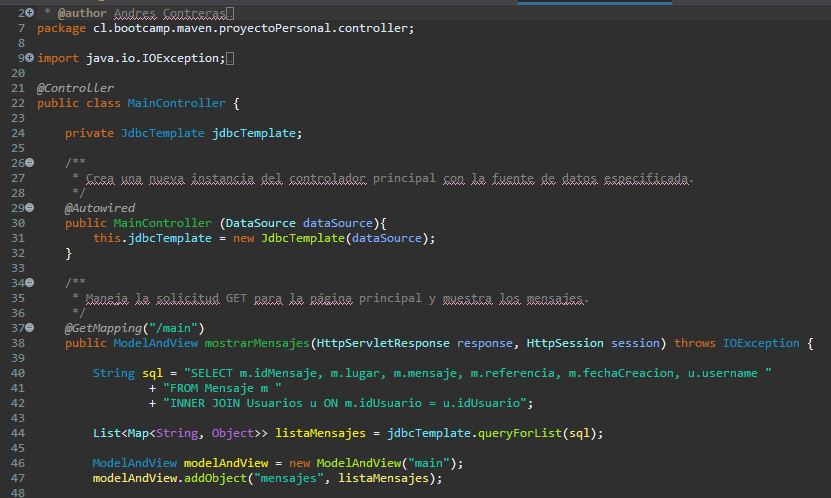 2 * @author Andres Contreras
7 package cl.bootcamp.maven.proyectoPersonal.controller;
8
9 import java.io.IOException;
20
21 @Controller
22 public class MainController {
23
24 private JdbcTemplate jdbcTemplate;
25
26 /**
27 * Crea una nueva instancia del controlador principal con la fuente de datos especificada.
28 */
29 @Autowired
30 public MainController (DataSource dataSource){
31 this.jdbcTemplate = new JdbcTemplate(dataSource);
32 }
33
34 /**
35 * Maneja la solicitud GET para la página principal y muestra los mensajes.
36 */
37 @GetMapping("/main")
38 public ModelAndView mostrarMensajes(HttpServletResponse response, HttpSession session) throws IOException {
39
40 String sql = "SELECT m.idMensaje, m.lugar, m.mensaje, m.referencia, m.fechaCreacion, u.username "
41 + "FROM Mensaje m "
42 + "INNER JOIN Usuarios u ON m.idUsuario = u.idUsuario";
43
44 List<Map<String, Object>> listaMensajes = jdbcTemplate.queryForList(sql);
45
46 ModelAndView modelAndView = new ModelAndView("main");
47 modelAndView.addObject("mensajes", listaMensajes);
48